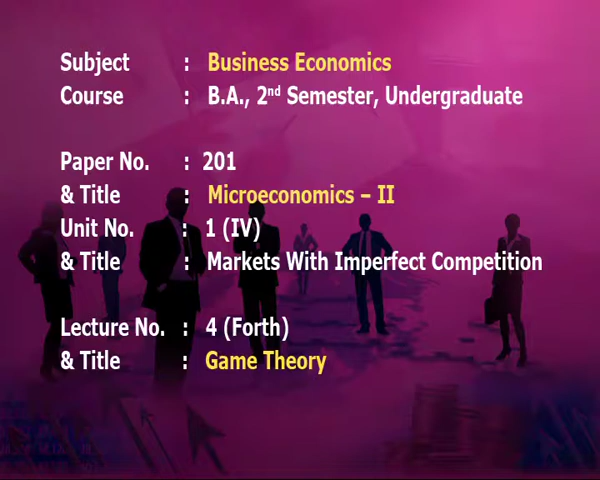 Subject : Business Economics
Course : B.A., 2nd Semester, Undergraduate
Paper No. : 201
& Title : Microeconomics – II
Unit No. : 1 (IV)
& Title : Markets With Imperfect Competition
Lecture No. : 4 (Forth)
& Title : Game Theory